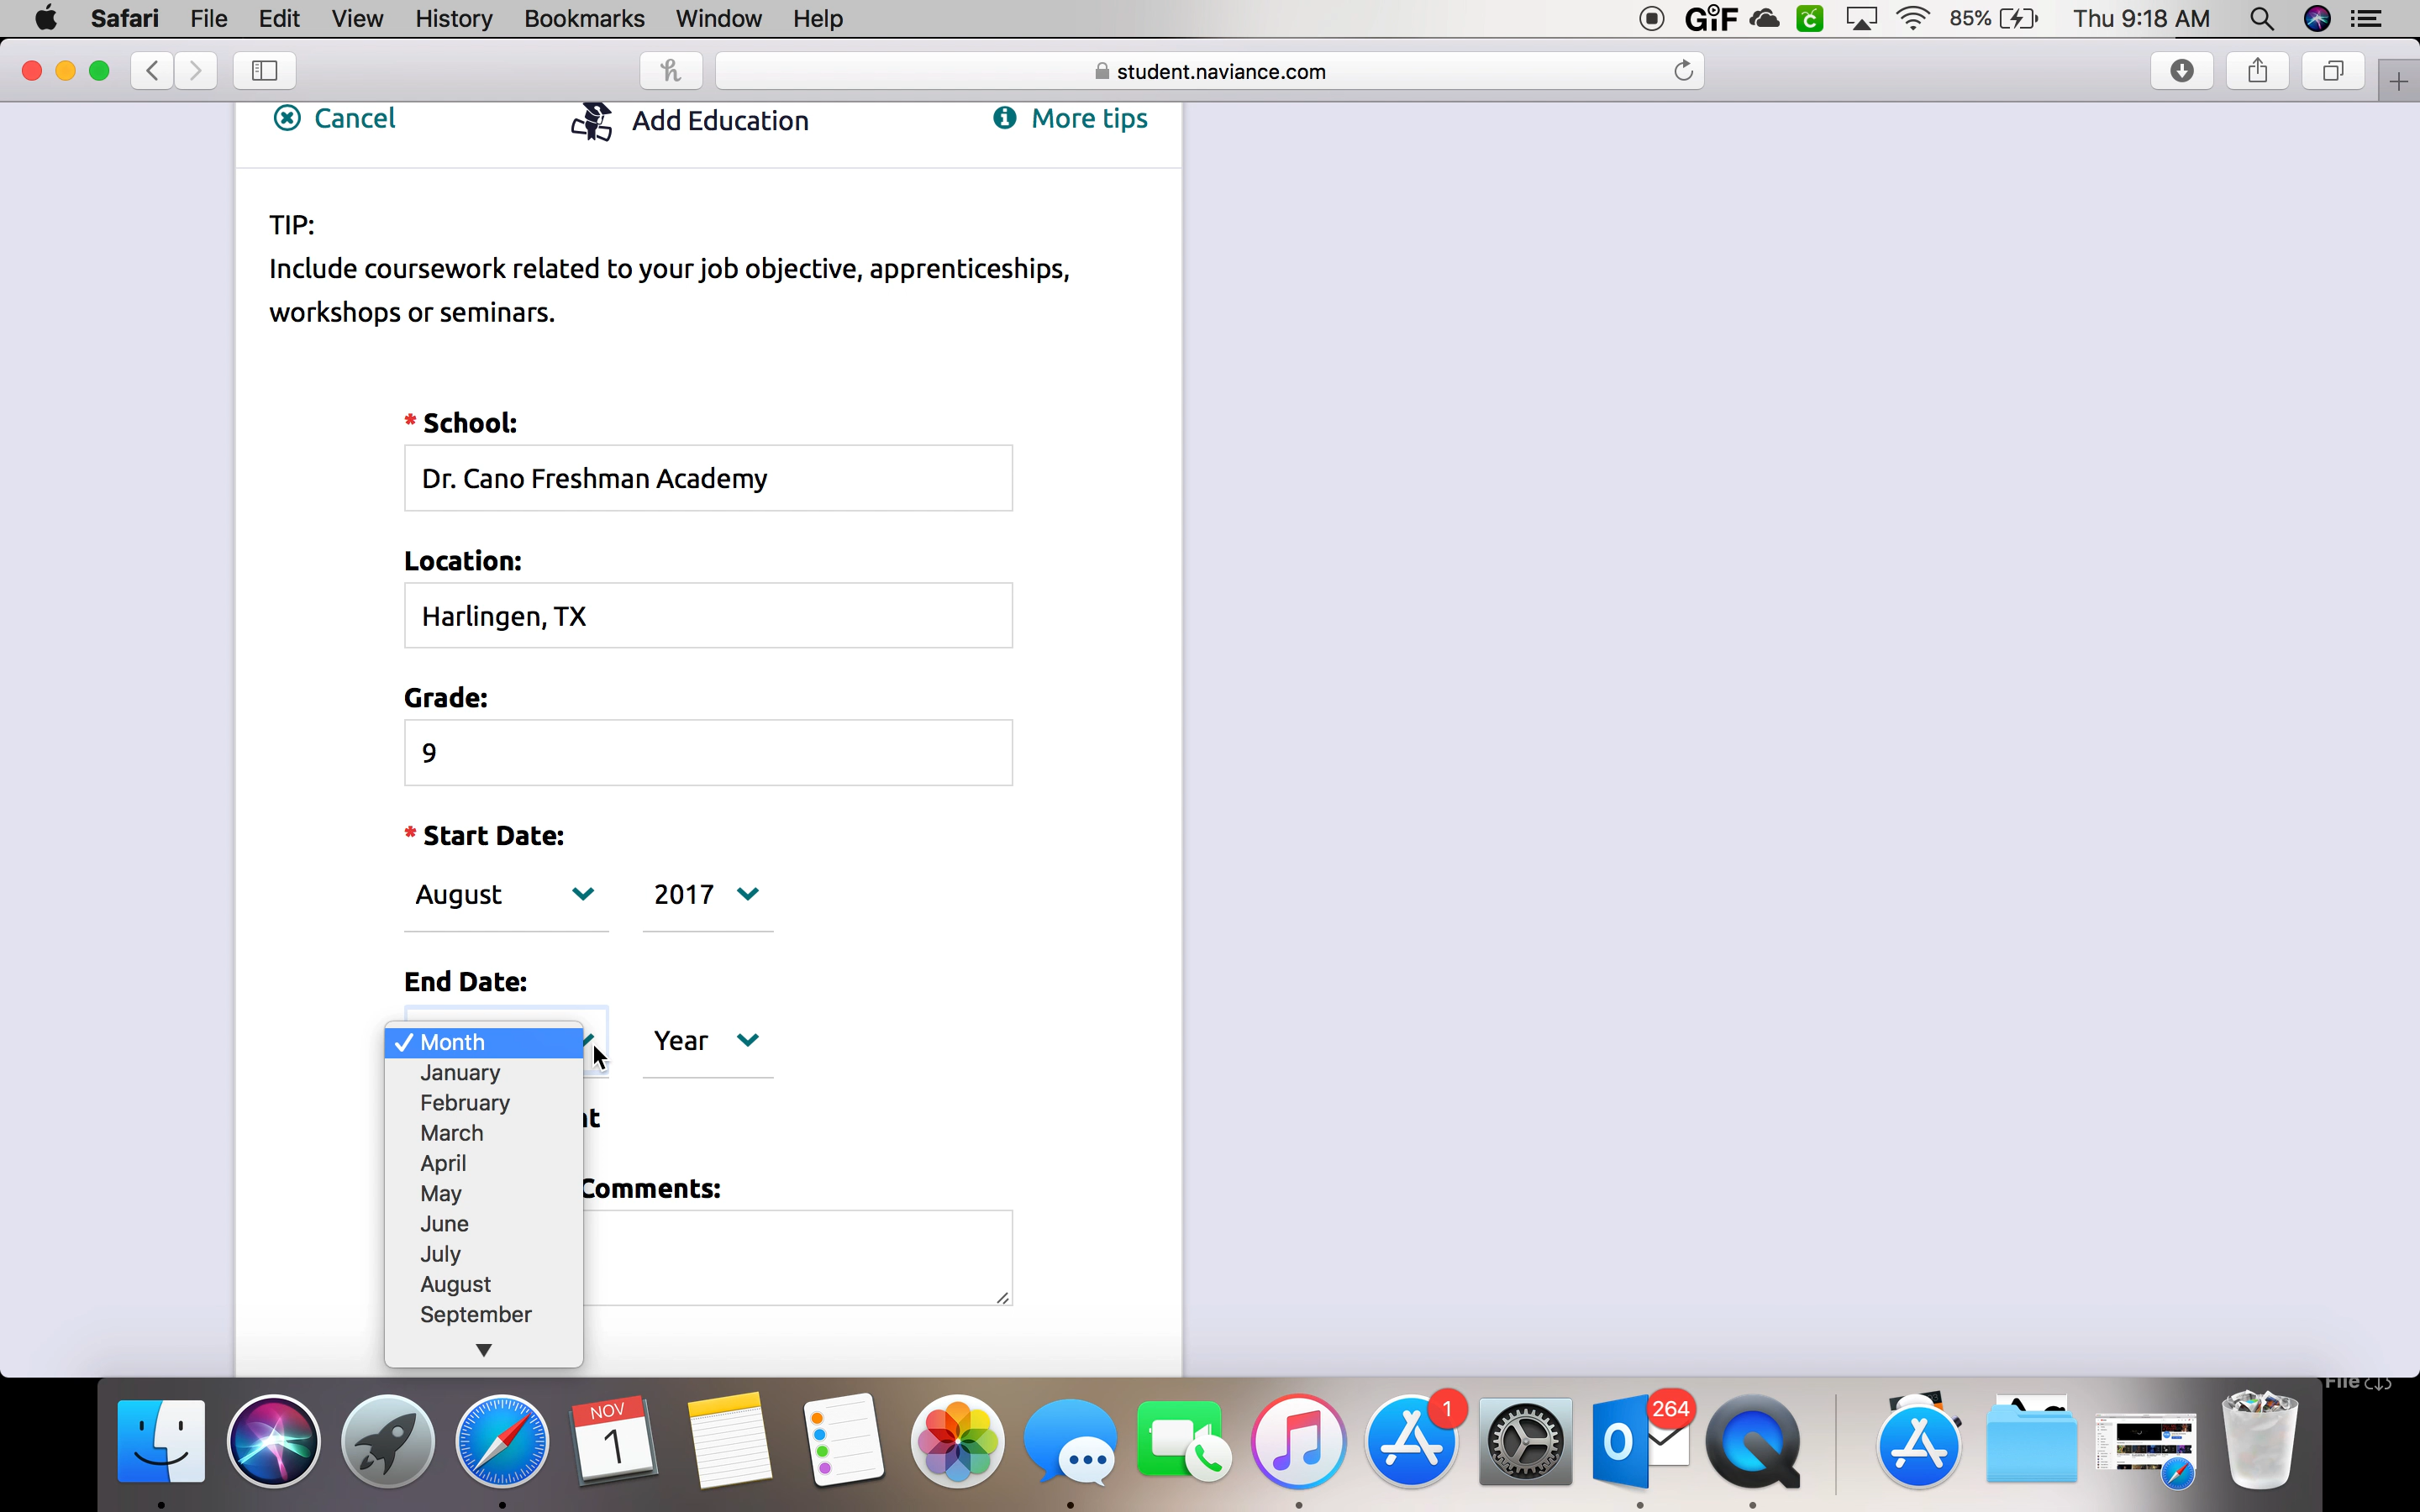 Safari File Edit View History Bookmarks Window Help GIF 85% Thu 9:18 AM
student.naviance.com
Cancel Add Education More tips
TIP:
Include coursework related to your job objective, apprenticeships,
workshops or seminars.
* School:
Dr. Cano Freshman Academy
Location:
Harlingen, TX
Grade:
9
* Start Date:
August 2017
End Date:
✓ Month Year
January
February
March
April
May
June
July
August
September
Comments:
NOV
1
1
264
File